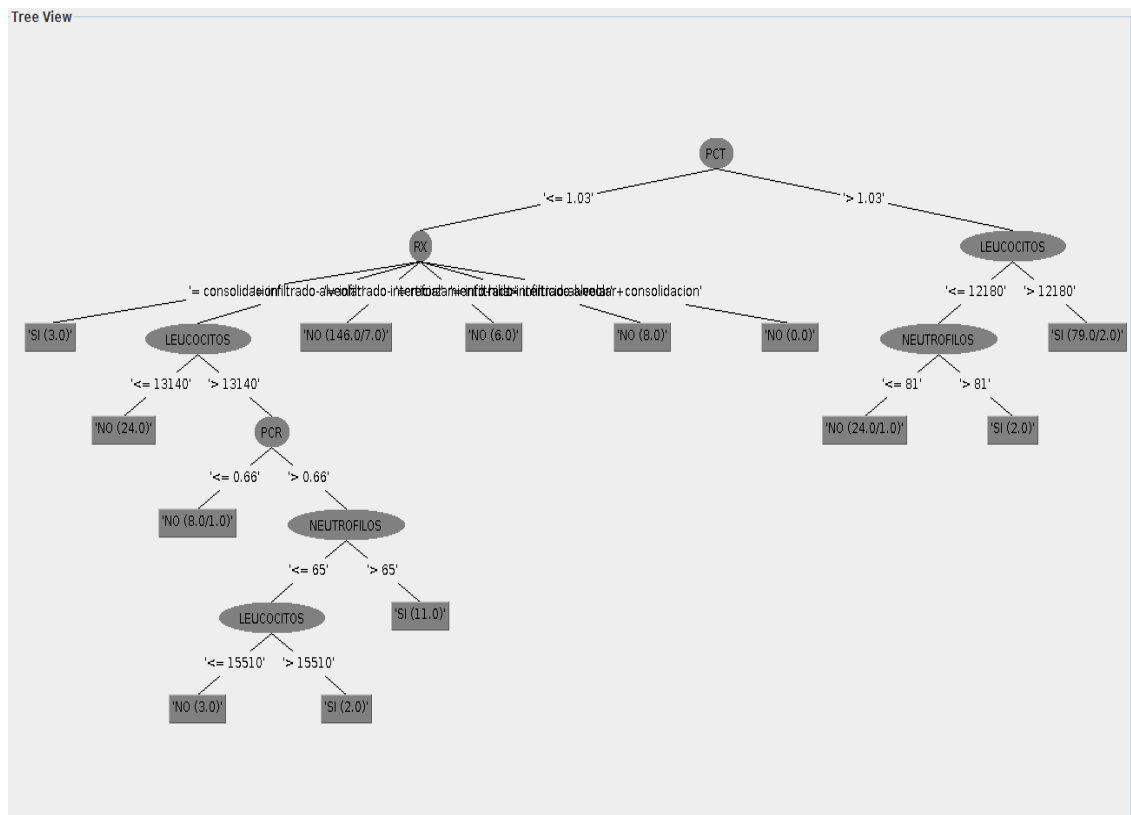 Tree View
PCT
'<= 1.03'
'> 1.03'
RX
LEUCOCITOS
'= consolidacion'
+consolidacion'
'<= 12180'
'> 12180'
'SI (3.0)'
LEUCOCITOS
'NO (146.0/7.0)'
'NO (6.0)'
'NO (8.0)'
'NO (0.0)'
NEUTROFILOS
'SI (79.0/2.0)'
'<= 13140'
'> 13140'
'<= 81'
'> 81'
'NO (24.0)'
PCR
'NO (24.0/1.0)'
'SI (2.0)'
'<= 0.66'
'> 0.66'
'NO (8.0/1.0)'
NEUTROFILOS
'<= 65'
'> 65'
LEUCOCITOS
'SI (11.0)'
'<= 15510'
'> 15510'
'NO (3.0)'
'SI (2.0)'